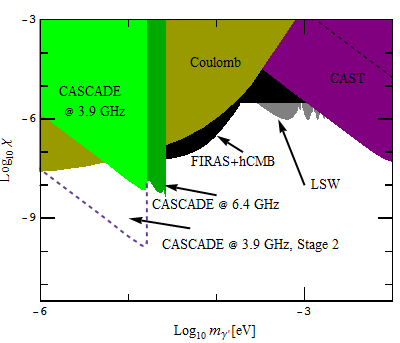 -3
Coulomb
CASCADE
@ 3.9 GHz
CAST
-6
FIRAS+hCMB
LSW
CASCADE @ 6.4 GHz
-9
CASCADE @ 3.9 GHz, Stage 2
Log10 χ
-6
-3
Log10 mγ′[eV]